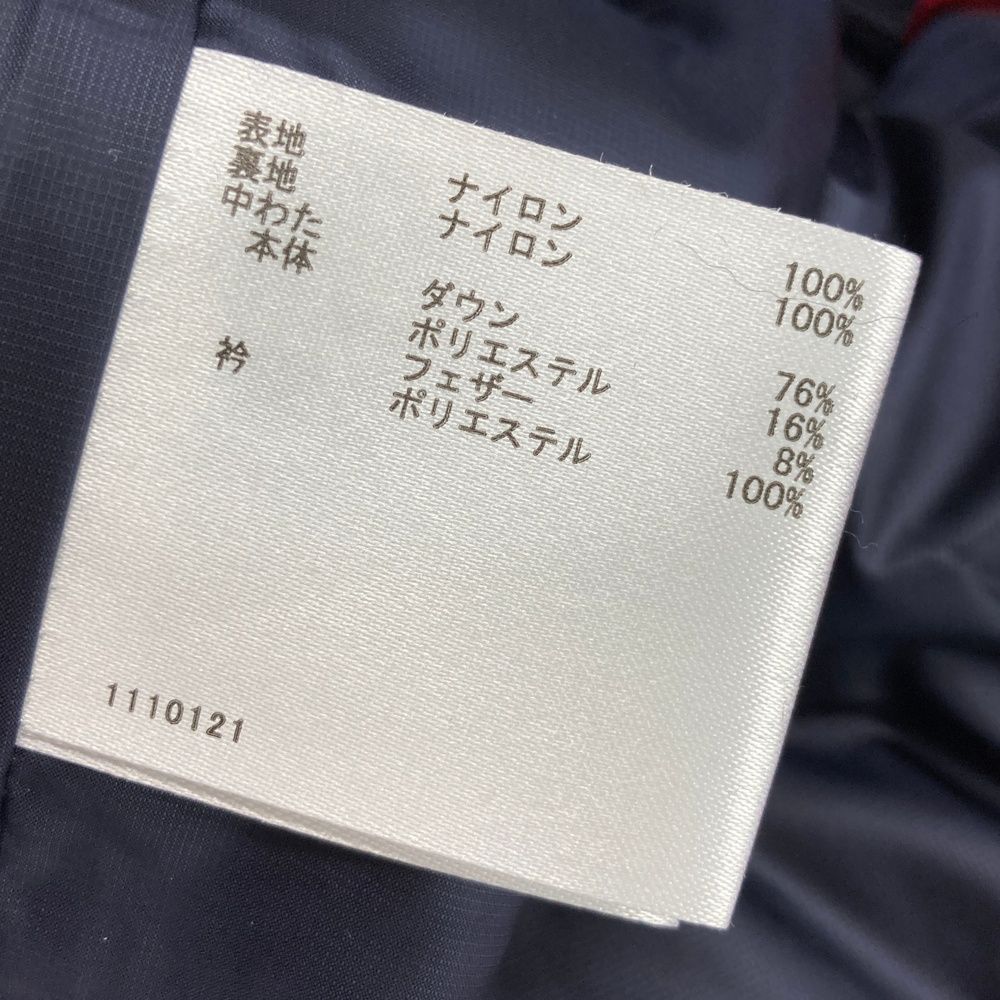 表地 ナイロン 100%
裏地 ナイロン 100%
中わた
本体 ダウン 76%
ポリエステル 16%
フェザー 8%
衿 ポリエステル 100%
1110121